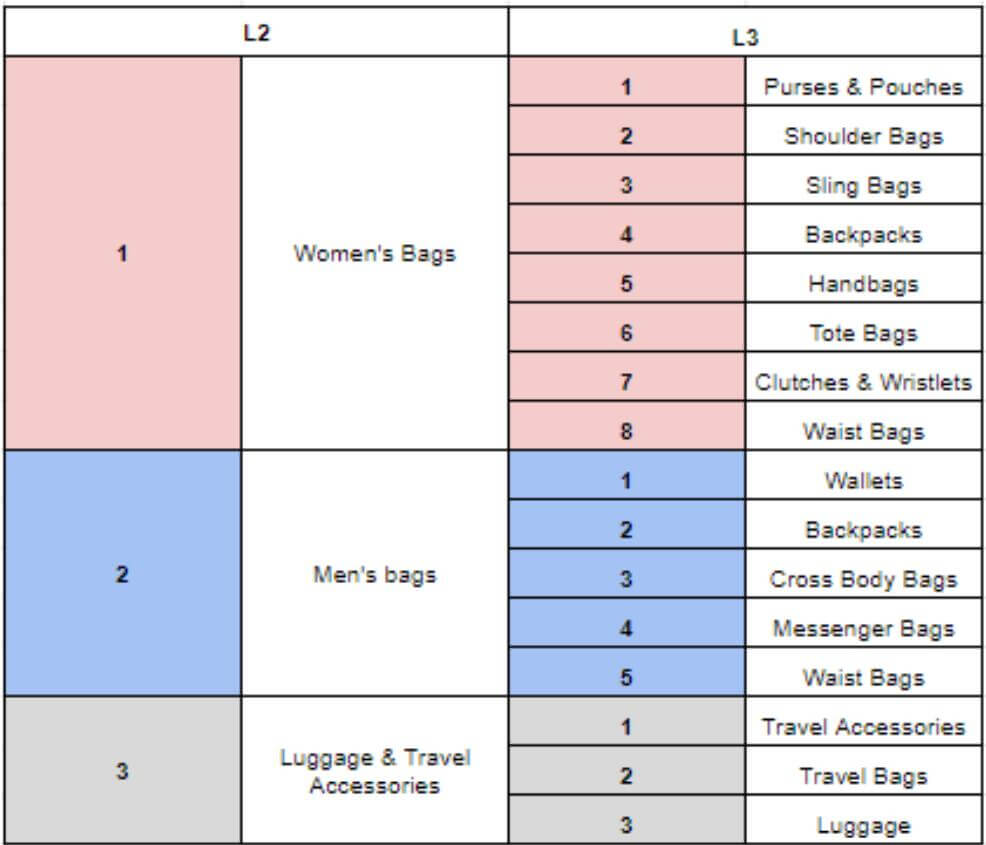 L2 L3
1 Women's Bags 1 Purses & Pouches
2 Shoulder Bags
3 Sling Bags
4 Backpacks
5 Handbags
6 Tote Bags
7 Clutches & Wristlets
8 Waist Bags
2 Men's bags 1 Wallets
2 Backpacks
3 Cross Body Bags
4 Messenger Bags
5 Waist Bags
3 Luggage & Travel
Accessories
1 Travel Accessories
2 Travel Bags
3 Luggage